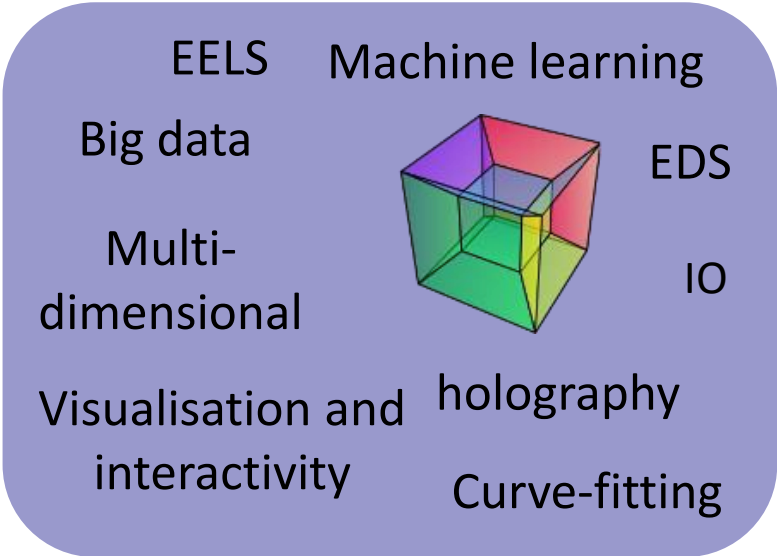 EELS
Machine learning
Big data
EDS
Multi-
dimensional
IO
Visualisation and
interactivity
holography
Curve-fitting